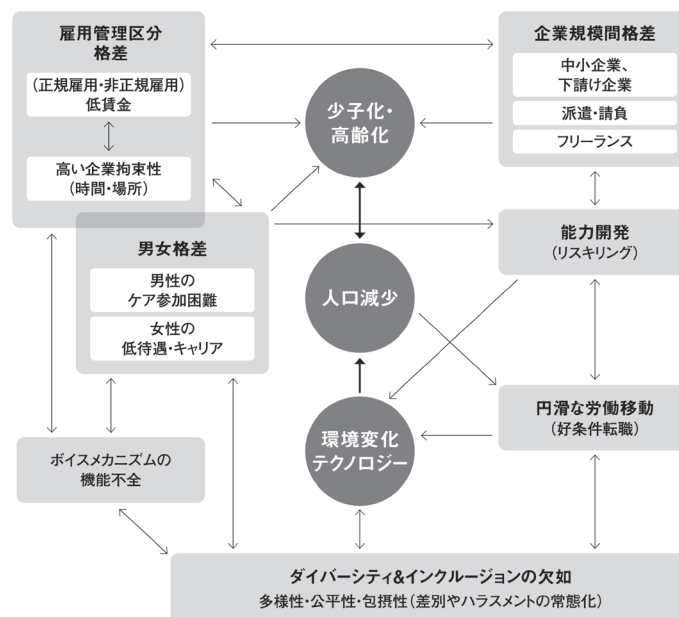 雇用管理区分
格差
(正規雇用・非正規雇用)
低賃金
高い企業拘束性
(時間・場所)
企業規模間格差
中小企業、
下請け企業
派遣・請負
フリーランス
少子化・
高齢化
男女格差
男性の
ケア参加困難
女性の
低待遇・キャリア
能力開発
(リスキリング)
人口減少
円滑な労働移動
(好条件転職)
環境変化
テクノロジー
ボイスメカニズムの
機能不全
ダイバーシティ&インクルージョンの欠如
多様性・公平性・包摂性(差別やハラスメントの常態化)